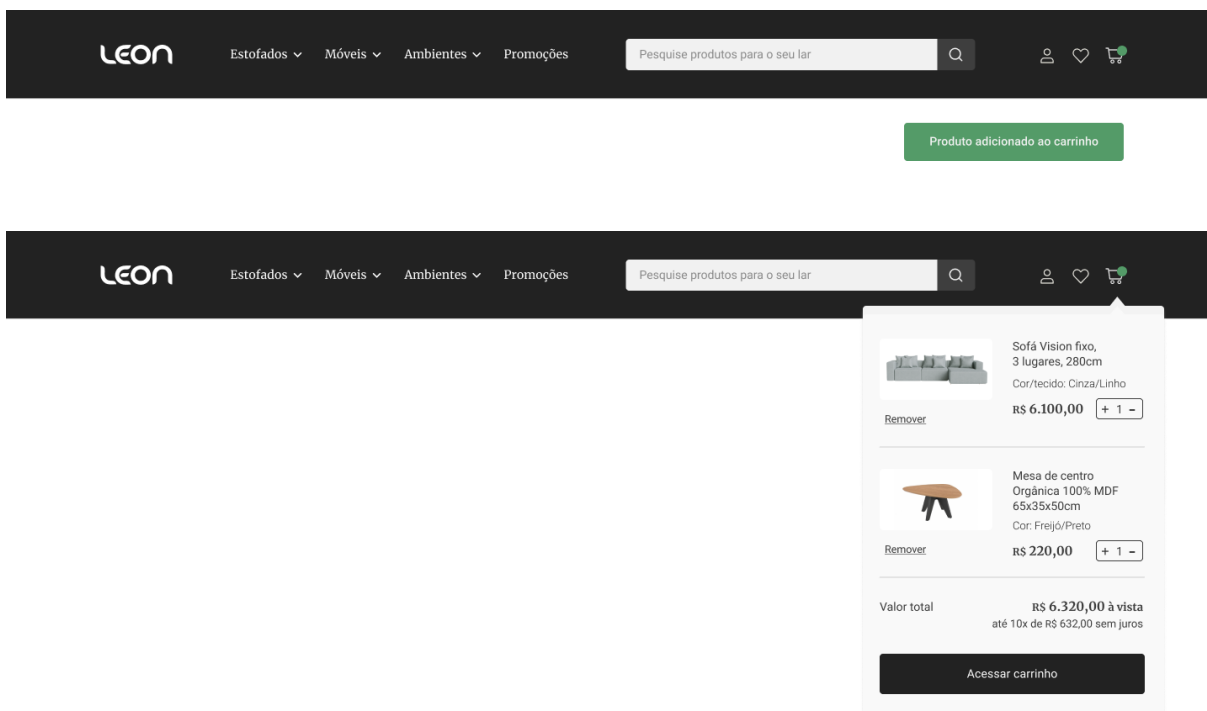 LEON
Estofados Móveis Ambientes Promoções Pesquise produtos para o seu lar
Produto adicionado ao carrinho
LEON
Estofados Móveis Ambientes Promoções Pesquise produtos para o seu lar
Sofá Vision fixo,
3 lugares, 280cm
Cor/tecido: Cinza/Linho
R$ 6.100,00 + 1 -
Remover
Mesa de centro
Orgânica 100% MDF
65x35x50cm
Cor: Freijó/Preto
R$ 220,00 + 1 -
Remover
Valor total R$ 6.320,00 à vista
até 10x de R$ 632,00 sem juros
Acessar carrinho